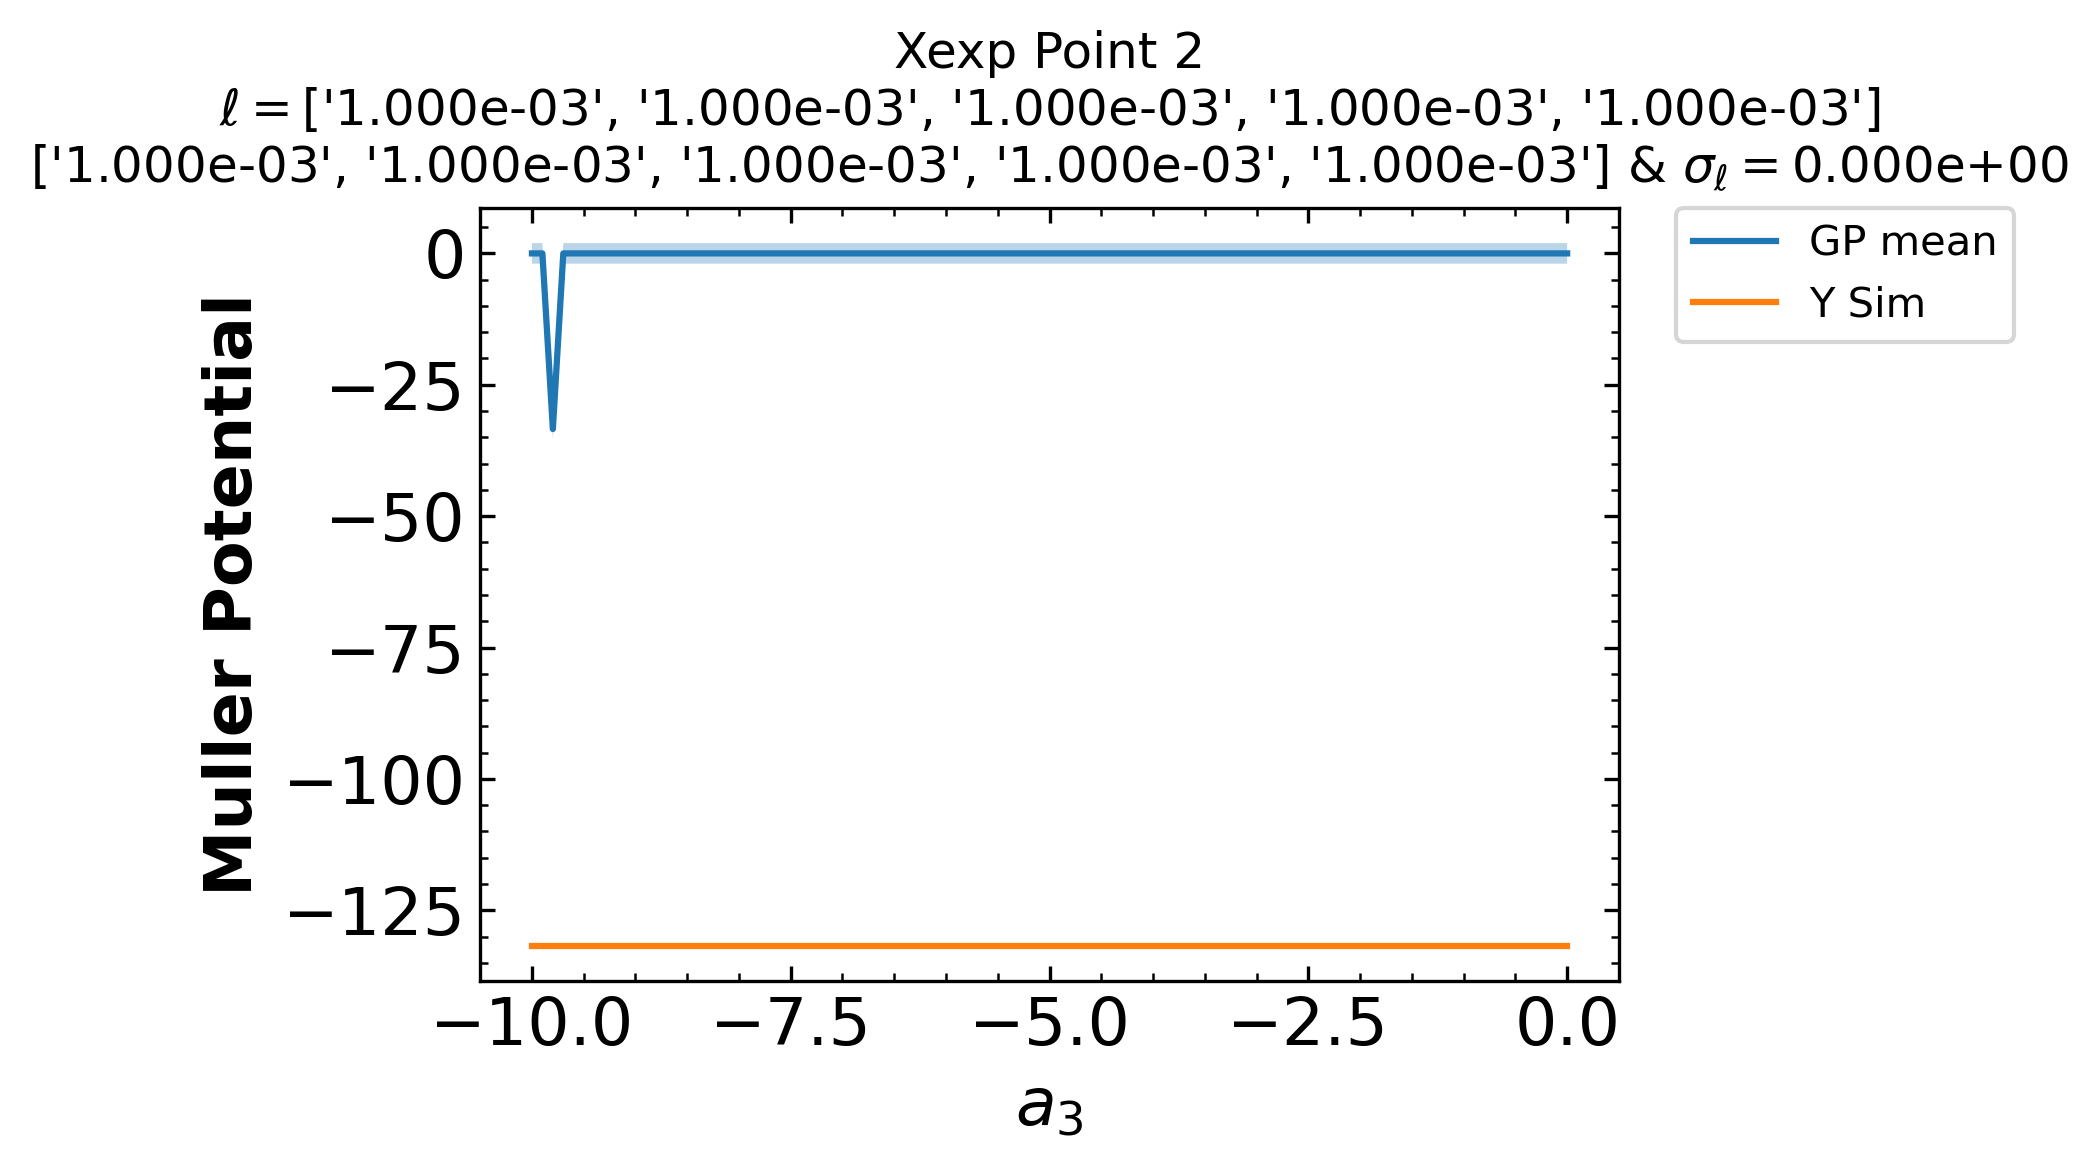 Xexp Point 2
ℓ = ['1.000e-03', '1.000e-03', '1.000e-03', '1.000e-03', '1.000e-03']
['1.000e-03', '1.000e-03', '1.000e-03', '1.000e-03', '1.000e-03'] & σℓ = 0.000e+00
GP mean
Y Sim
Muller Potential
0
−25
−50
−75
−100
−125
−10.0
−7.5
−5.0
−2.5
0.0
a₃